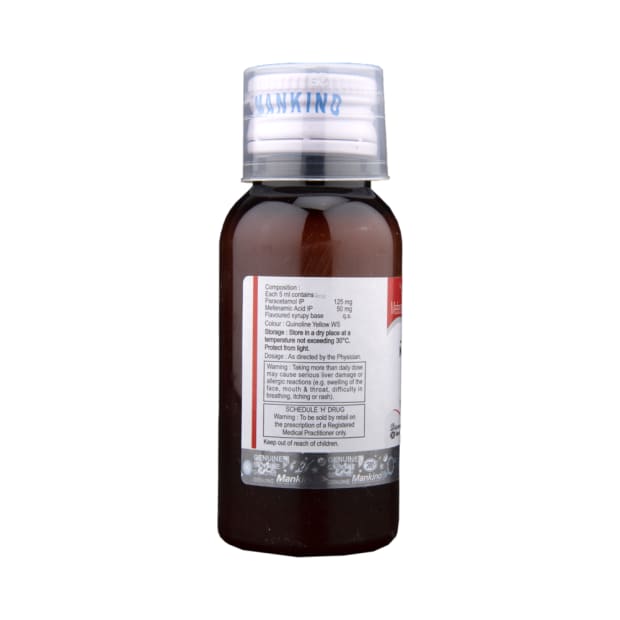 MANKIND
Composition :
Each 5 ml contains
Paracetamol IP 125 mg
Mefenamic Acid IP 50 mg
Flavoured syrupy base q.s.
Colour : Quinoline Yellow WS
Storage : Store in a dry place at a
temperature not exceeding 30°C.
Protect from light.
Dosage : As directed by the Physician.
Warning : Taking more than daily dose
may cause serious liver damage or
allergic reactions (e.g. swelling of the
face, mouth & throat, difficulty in
breathing, itching or rash).
SCHEDULE 'H' DRUG
Warning : To be sold by retail on
the prescription of a Registered
Medical Practitioner only.
Keep out of reach of children.
GENUINE GENUINE
GENUINE Mankind GENUINE Mankind